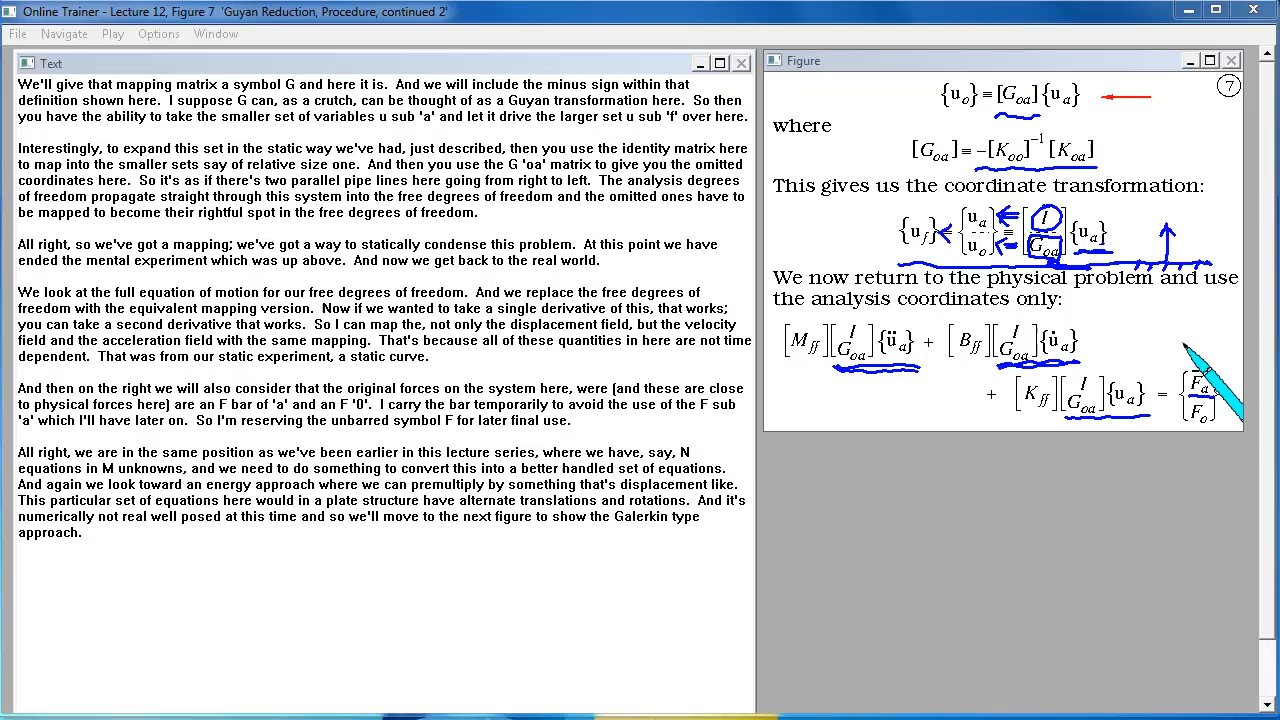 Online Trainer - Lecture 12, Figure 7 'Guyan Reduction, Procedure, continued 2'
File Navigate Play Options Window
Text
We'll give that mapping matrix a symbol G and here it is. And we will include the minus sign within that
definition shown here. I suppose G can, as a crutch, can be thought of as a Guyan transformation here. So then
you have the ability to take the smaller set of variables u sub 'a' and let it drive the larger set u sub 'f' over here.
Interestingly, to expand this set in the static way we've had, just described, then you use the identity matrix here
to map into the smaller sets say of relative size one. And then you use the G 'oa' matrix to give you the omitted
coordinates here. So it's as if there's two parallel pipe lines here going from right to left. The analysis degrees
of freedom propagate straight through this system into the free degrees of freedom and the omitted ones have to
be mapped to become their rightful spot in the free degrees of freedom.
All right, so we've got a mapping; we've got a way to statically condense this problem. At this point we have
ended the mental experiment which was up above. And now we get back to the real world.
We look at the full equation of motion for our free degrees of freedom. And we replace the free degrees of
freedom with the equivalent mapping version. Now if we wanted to take a single derivative of this, that works;
you can take a second derivative that works. So I can map the, not only the displacement field, but the velocity
field and the acceleration field with the same mapping. That's because all of these quantities in here are not time
dependent. That was from our static experiment, a static curve.
And then on the right we will also consider that the original forces on the system here, were (and these are close
to physical forces here) are an F bar of 'a' and an F '0'. I carry the bar temporarily to avoid the use of the F sub
'a' which I'll have later on. So I'm reserving the unbarred symbol F for later final use.
All right, we are in the same position as we've been earlier in this lecture series, where we have, say, N
equations in M unknowns, and we need to do something to convert this into a better handled set of equations.
And again we look toward an energy approach where we can premultiply by something that's displacement like.
This particular set of equations here would in a plate structure have alternate translations and rotations. And it's
numerically not real well posed at this time and so we'll move to the next figure to show the Galerkin type
approach.
Figure
7
{u_o} ≡ [G_oa]{u_a}
where
[G_oa] ≡ -[K_oo]^-1 [K_oa]
This gives us the coordinate transformation:
{u_f} ≡ {u_a / u_o} ≡ [I / G_oa]{u_a}
We now return to the physical problem and use
the analysis coordinates only:
[M_ff][I / G_oa]{ü_a} + [B_ff][I / G_oa]{u̇_a}
+ [K_ff][I / G_oa]{u_a} = {F̄_a / F_o